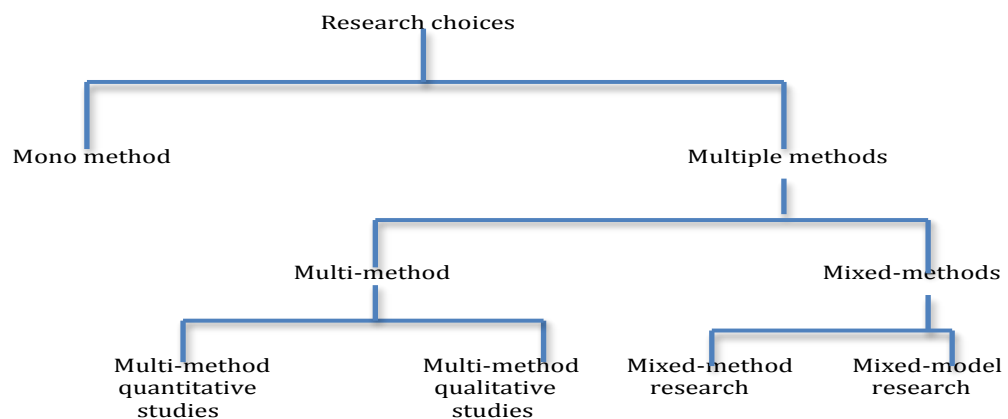 Research choices
Mono method
Multiple methods
Multi-method
Mixed-methods
Multi-method
quantitative
studies
Multi-method
qualitative
studies
Mixed-method
research
Mixed-model
research